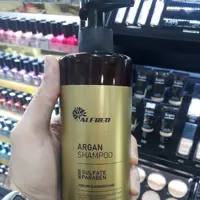 ALFRED
ARGAN
SHAMPOO
SULFATE
PARABEN